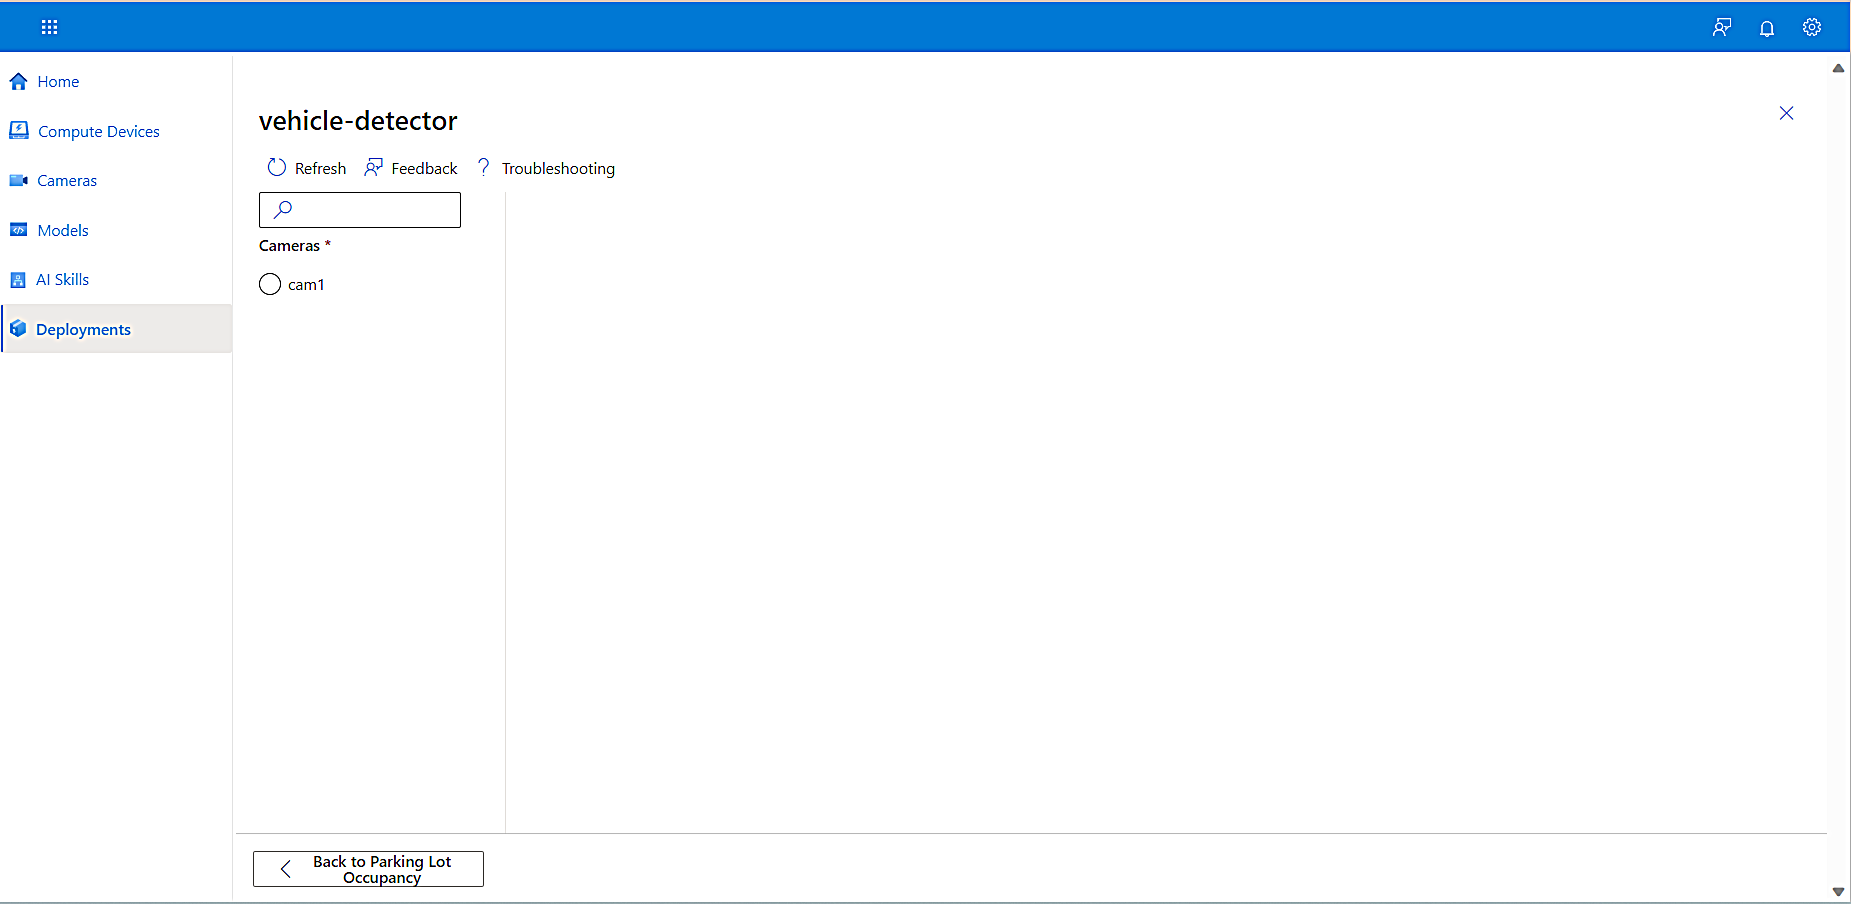 Home
Compute Devices
Cameras
Models
AI Skills
Deployments
vehicle-detector
Refresh Feedback ? Troubleshooting
Cameras *
cam1
Back to Parking Lot
Occupancy